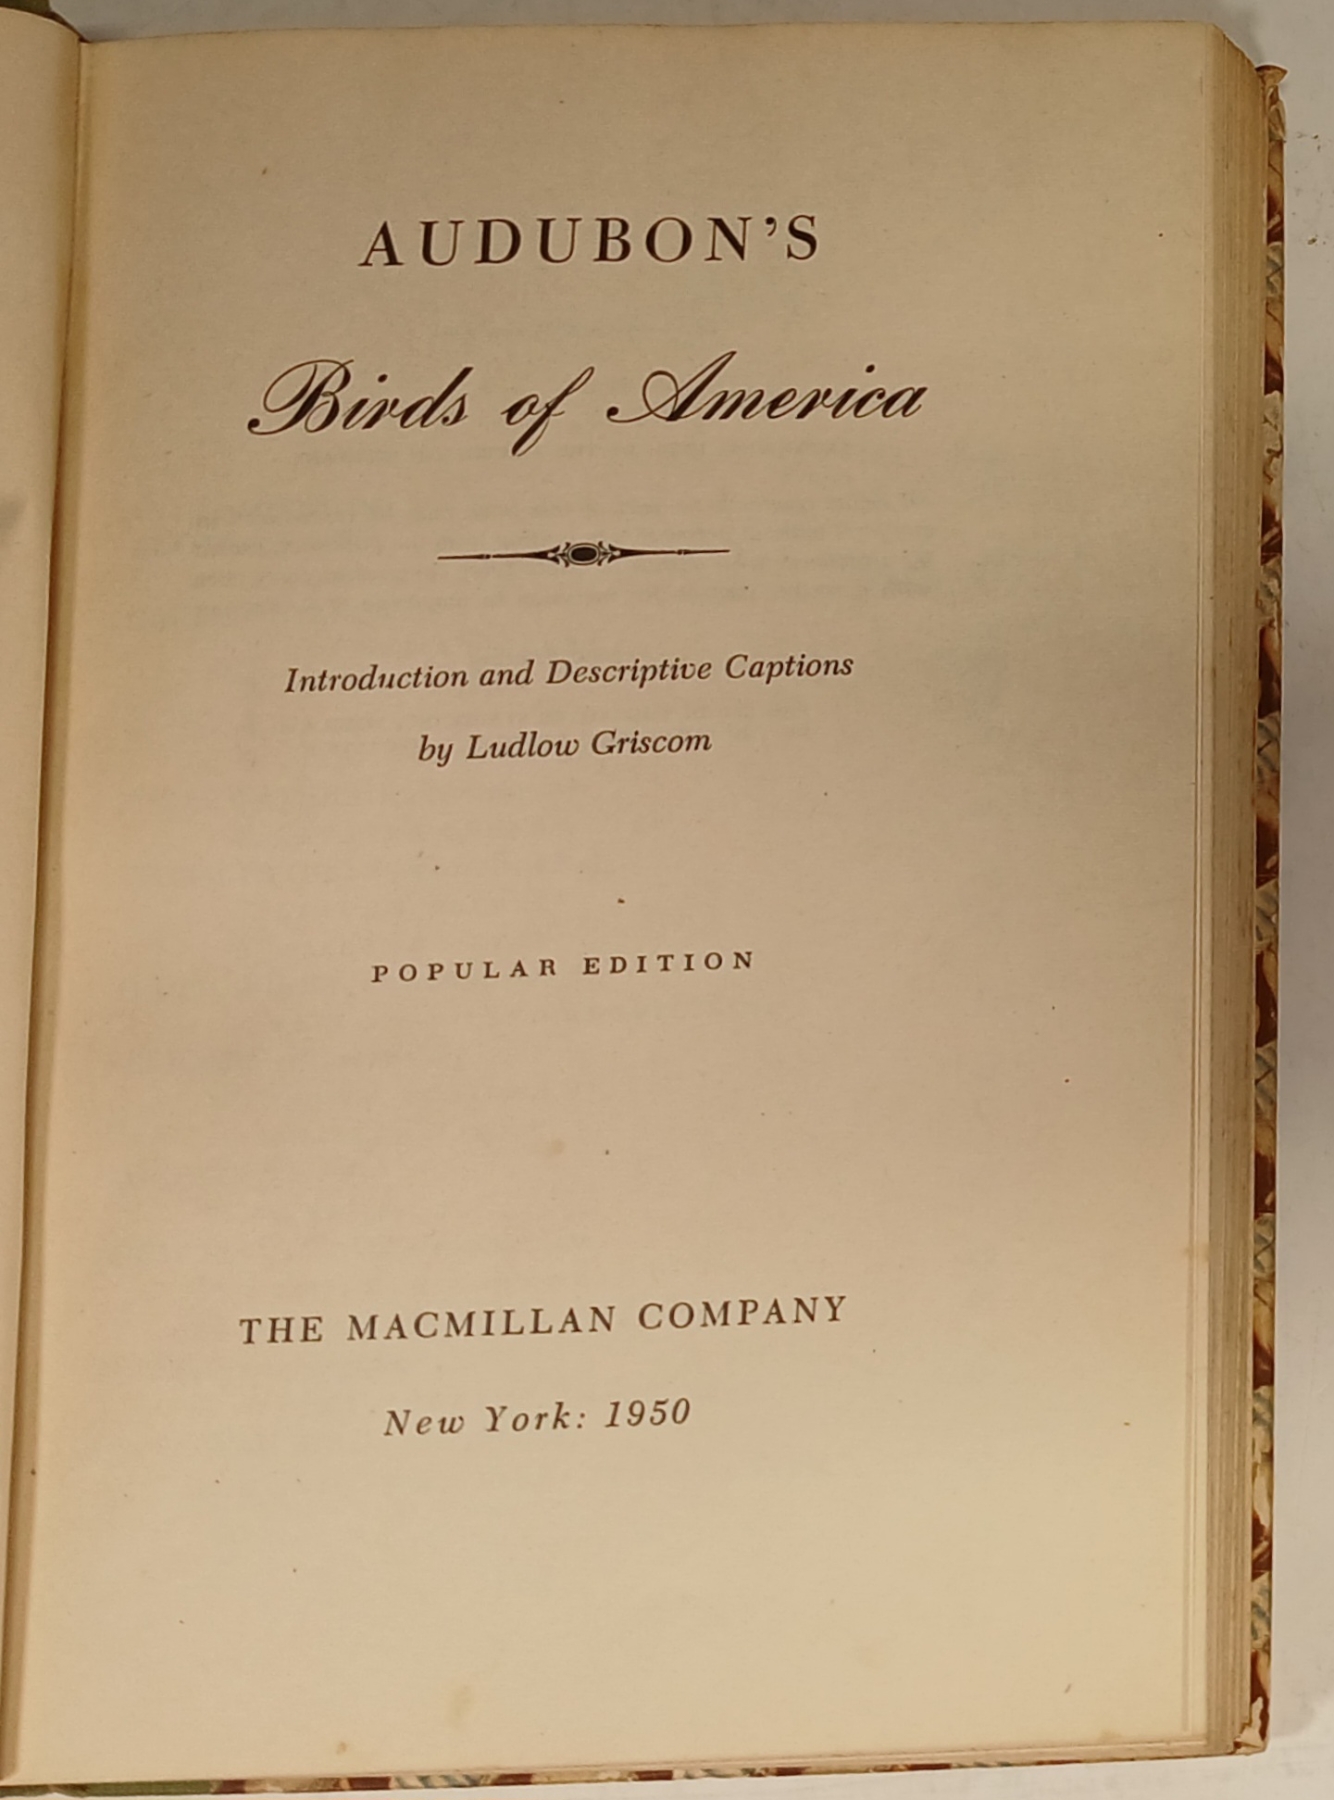 AUDUBON'S
Birds of America
Introduction and Descriptive Captions
by Ludlow Griscom
POPULAR EDITION
THE MACMILLAN COMPANY
New York: 1950